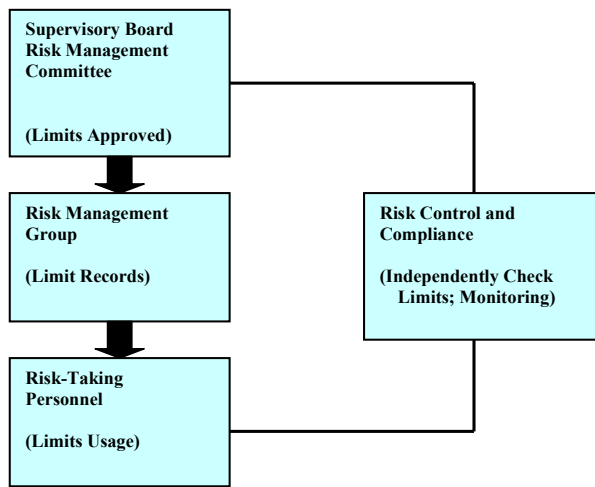 Supervisory Board
Risk Management
Committee
(Limits Approved)
Risk Management
Group
(Limit Records)
Risk-Taking
Personnel
(Limits Usage)
Risk Control and
Compliance
(Independently Check
Limits; Monitoring)